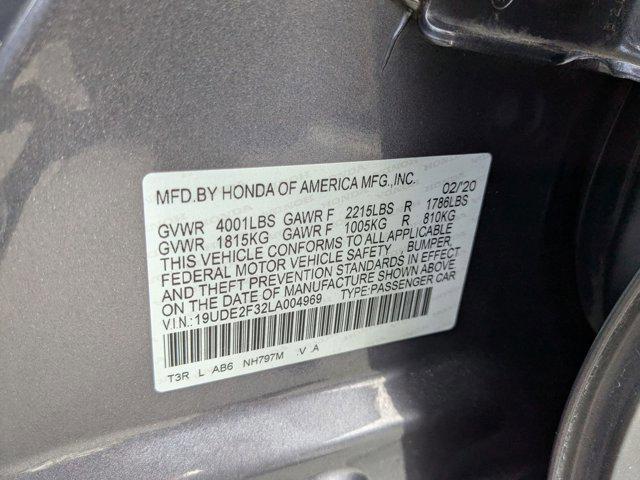 MFD.BY HONDA OF AMERICA MFG.,INC. 02/'20
GVWR 4001LBS GAWR F 2215LBS R 1786LBS
GVWR 1815KG GAWR F 1005KG R 810KG
THIS VEHICLE CONFORMS TO ALL APPLICABLE
FEDERAL MOTOR VEHICLE SAFETY , BUMPER,
AND THEFT PREVENTION STANDARDS IN EFFECT
ON THE DATE OF MANUFACTURE SHOWN ABOVE
V.I.N.:19UDE2F32LA004969 TYPE:PASSENGER CAR
T3R L AB6 NH797M .V .A